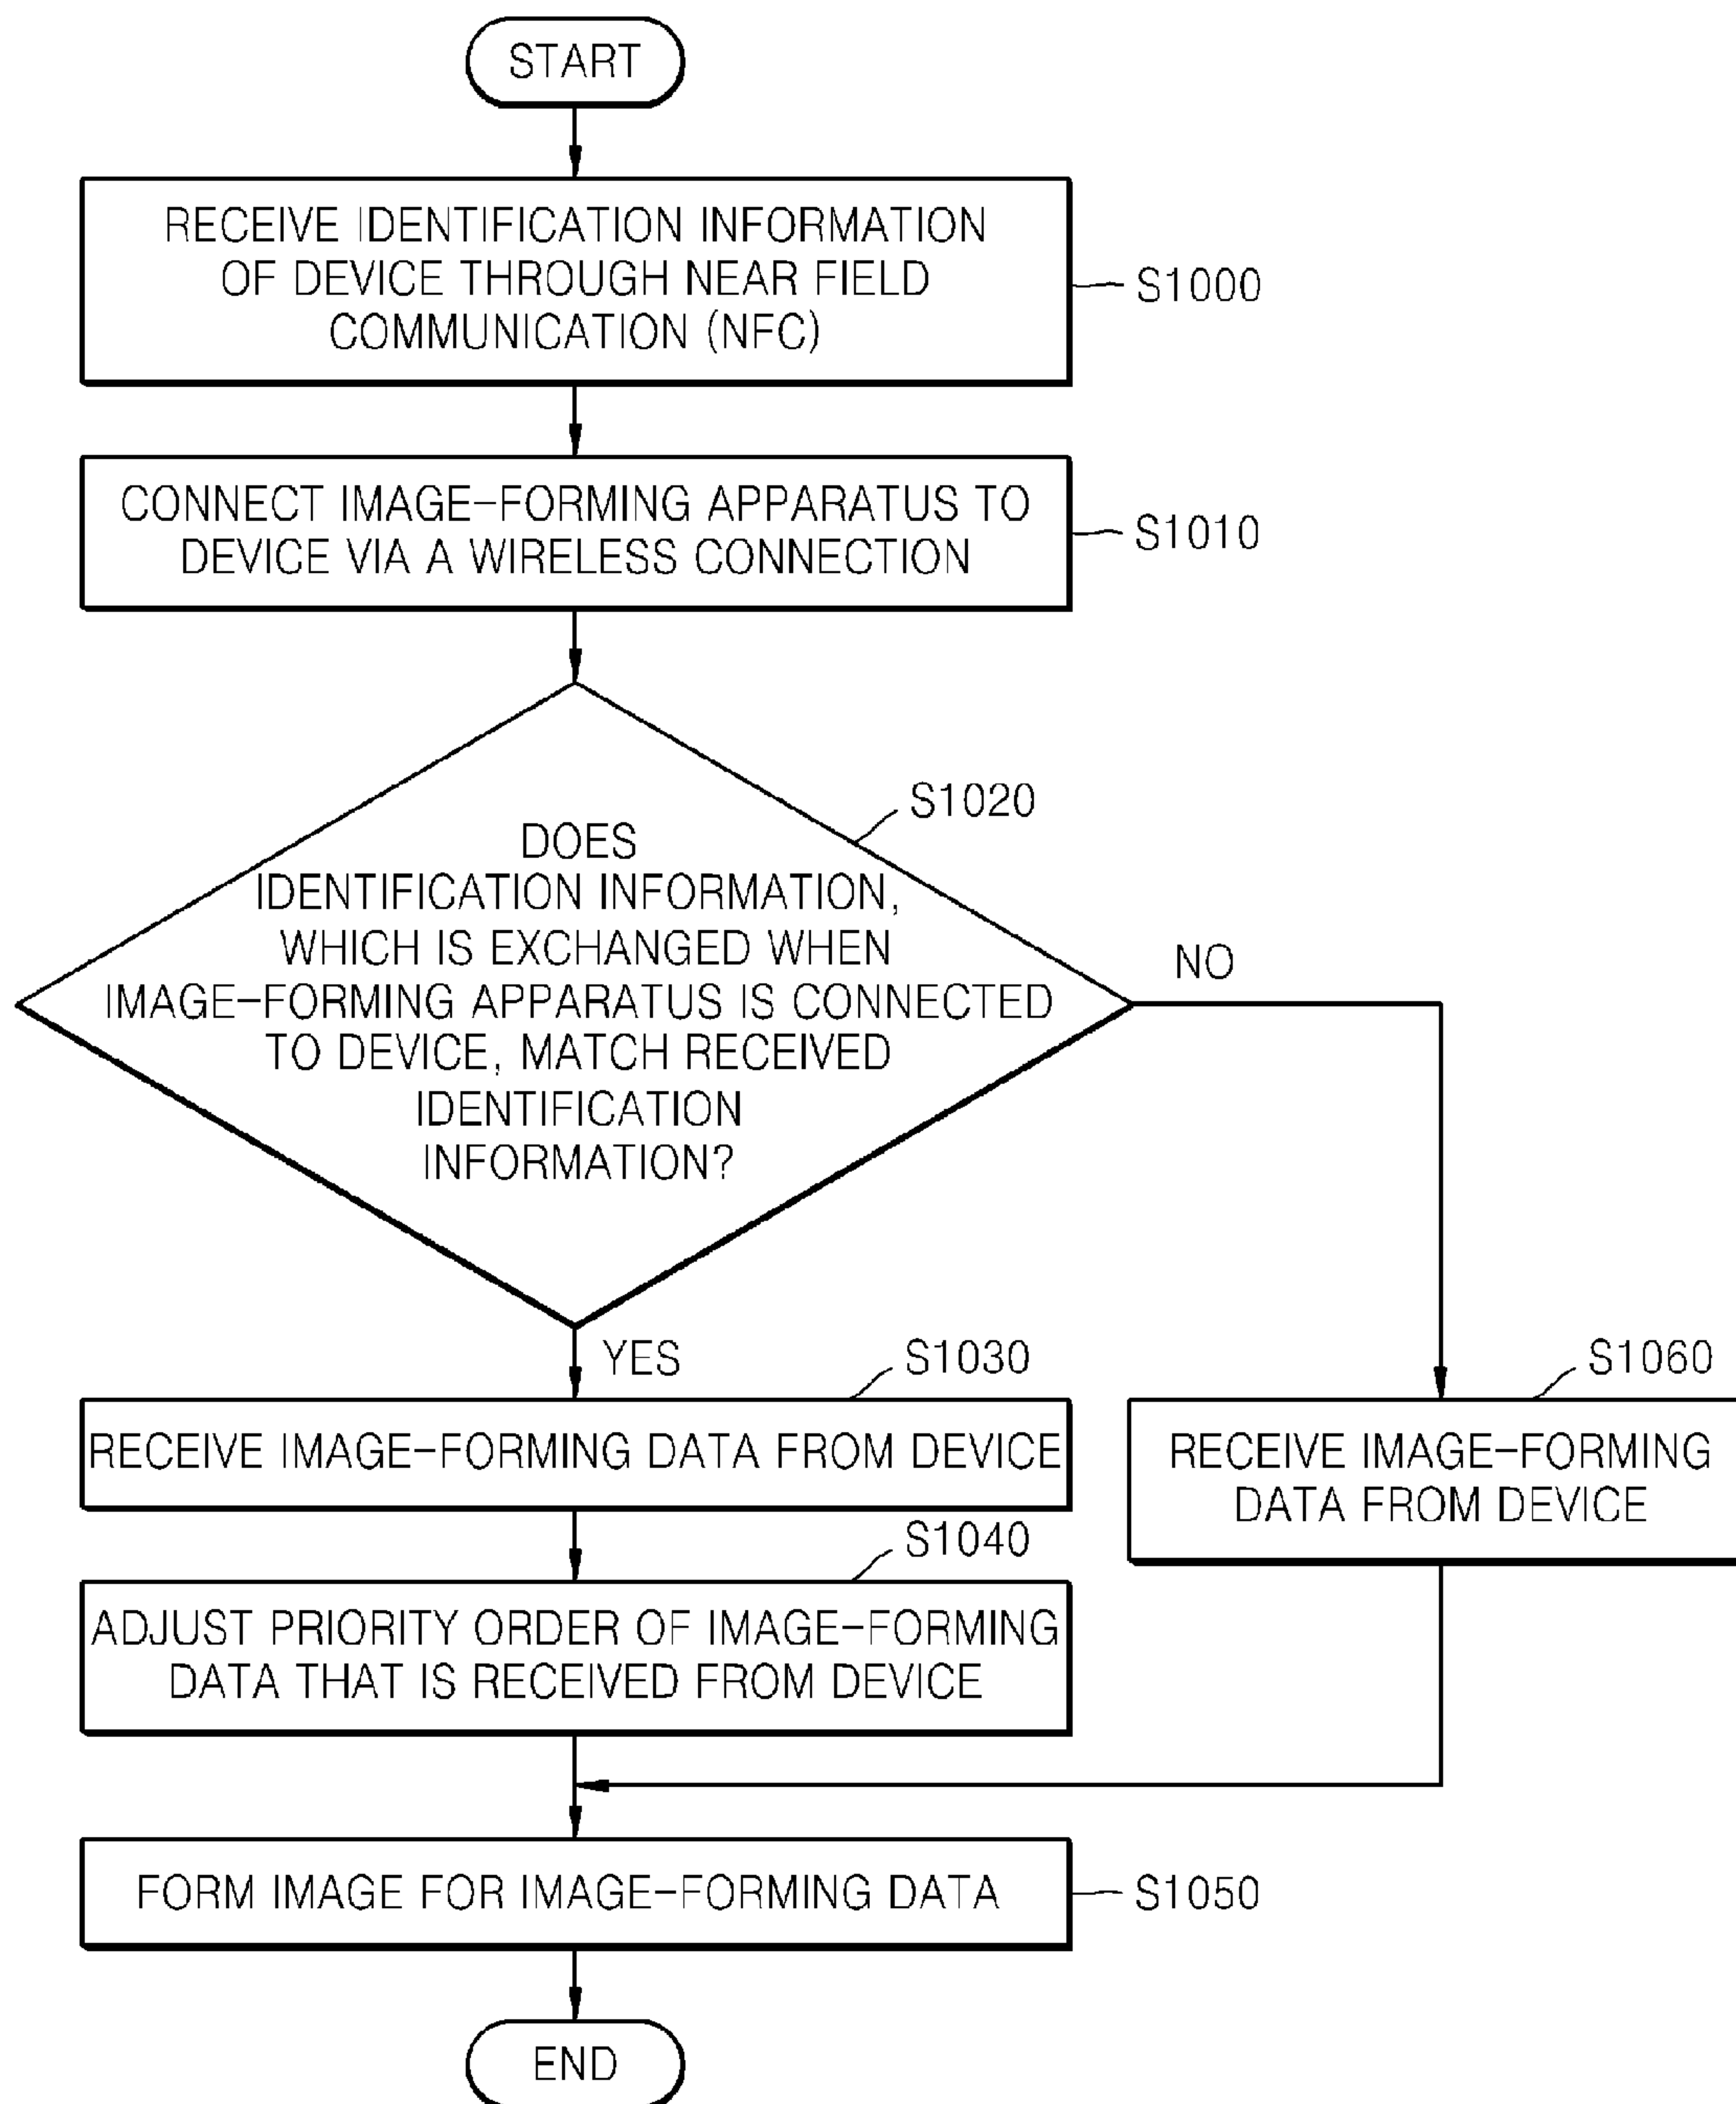 START
RECEIVE IDENTIFICATION INFORMATION
OF DEVICE THROUGH NEAR FIELD
COMMUNICATION (NFC)
S1000
CONNECT IMAGE-FORMING APPARATUS TO
DEVICE VIA A WIRELESS CONNECTION
S1010
S1020
DOES
IDENTIFICATION INFORMATION,
WHICH IS EXCHANGED WHEN
IMAGE-FORMING APPARATUS IS CONNECTED
TO DEVICE, MATCH RECEIVED
IDENTIFICATION
INFORMATION?
NO
YES
S1030
RECEIVE IMAGE-FORMING DATA FROM DEVICE
S1060
RECEIVE IMAGE-FORMING
DATA FROM DEVICE
S1040
ADJUST PRIORITY ORDER OF IMAGE-FORMING
DATA THAT IS RECEIVED FROM DEVICE
FORM IMAGE FOR IMAGE-FORMING DATA
S1050
END